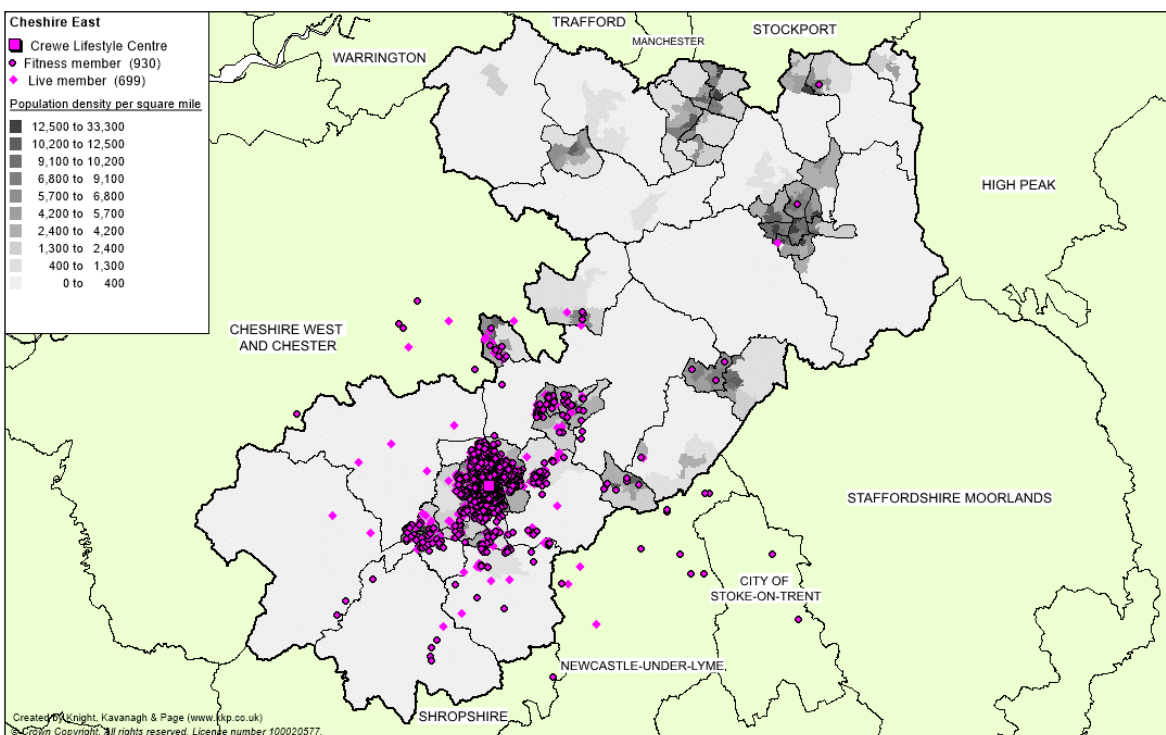 Cheshire East
Crewe Lifestyle Centre
Fitness member (930)
Live member (699)
Population density per square mile
12,500 to 33,300
10,200 to 12,500
9,100 to 10,200
6,800 to 9,100
5,700 to 6,800
4,200 to 5,700
2,400 to 4,200
1,300 to 2,400
400 to 1,300
0 to 400
TRAFFORD
MANCHESTER
STOCKPORT
WARRINGTON
HIGH PEAK
CHESHIRE WEST
AND CHESTER
STAFFORDSHIRE MOORLANDS
CITY OF
STOKE-ON-TRENT
NEWCASTLE-UNDER-LYME
SHROPSHIRE
Created by Knight, Kavanagh & Page (www.kkp.co.uk)
© Crown Copyright. All rights reserved. Licence number 100020577.